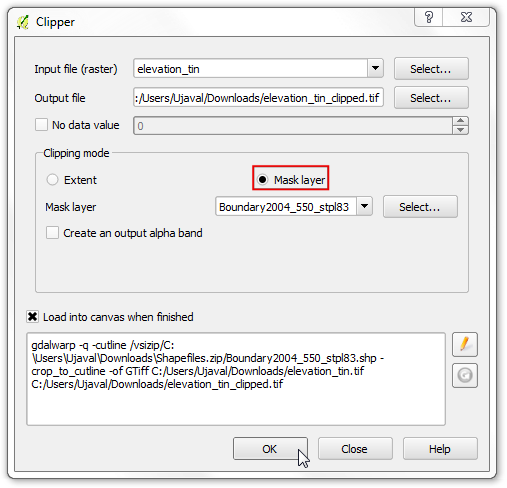 Clipper
Input file (raster) elevation_tin Select...
Output file :/Users/Ujaval/Downloads/elevation_tin_clipped.tif Select...
No data value 0
Clipping mode
Extent Mask layer
Mask layer Boundary2004_550_stpl83 Select...
Create an output alpha band
Load into canvas when finished
gdalwarp -q -cutline /vsizip/C:
\Users\Ujaval\Downloads\Shapefiles.zip/Boundary2004_550_stpl83.shp -
crop_to_cutline -of GTiff C:/Users/Ujaval/Downloads/elevation_tin.tif
C:/Users/Ujaval/Downloads/elevation_tin_clipped.tif
OK Close Help